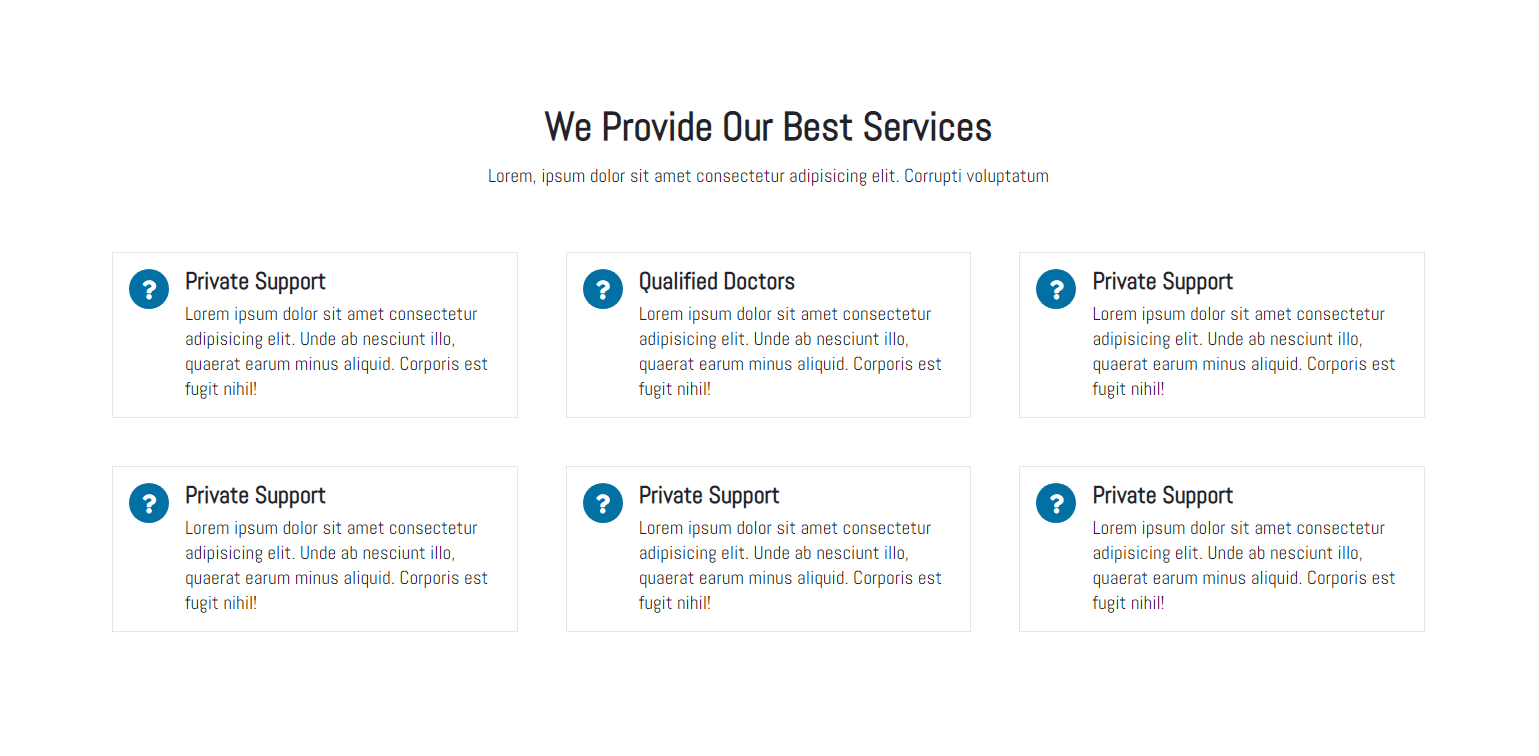 We Provide Our Best Services
Lorem, ipsum dolor sit amet consectetur adipisicing elit. Corrupti voluptatum
Private Support
Lorem ipsum dolor sit amet consectetur
adipisicing elit. Unde ab nesciunt illo,
quaerat earum minus aliquid. Corporis est
fugit nihil!
Qualified Doctors
Lorem ipsum dolor sit amet consectetur
adipisicing elit. Unde ab nesciunt illo,
quaerat earum minus aliquid. Corporis est
fugit nihil!
Private Support
Lorem ipsum dolor sit amet consectetur
adipisicing elit. Unde ab nesciunt illo,
quaerat earum minus aliquid. Corporis est
fugit nihil!
Private Support
Lorem ipsum dolor sit amet consectetur
adipisicing elit. Unde ab nesciunt illo,
quaerat earum minus aliquid. Corporis est
fugit nihil!
Private Support
Lorem ipsum dolor sit amet consectetur
adipisicing elit. Unde ab nesciunt illo,
quaerat earum minus aliquid. Corporis est
fugit nihil!
Private Support
Lorem ipsum dolor sit amet consectetur
adipisicing elit. Unde ab nesciunt illo,
quaerat earum minus aliquid. Corporis est
fugit nihil!